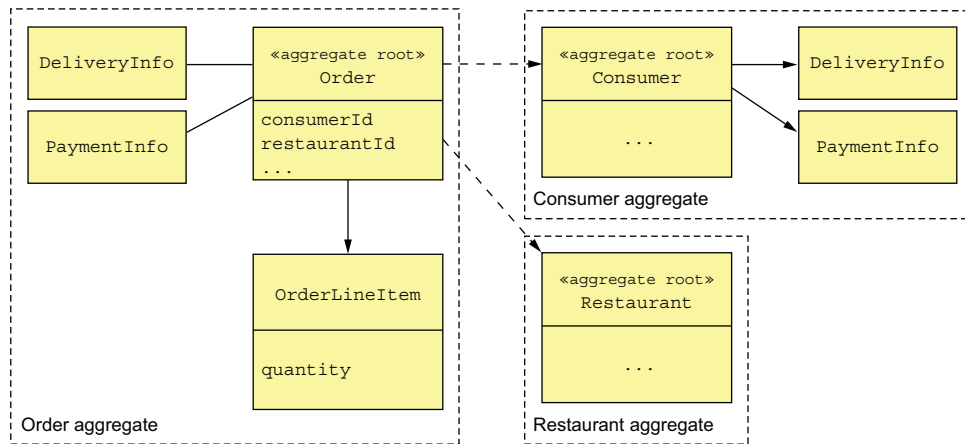 DeliveryInfo
PaymentInfo
«aggregate root»
Order
consumerId
restaurantId
...
OrderLineItem
quantity
Order aggregate
«aggregate root»
Consumer
...
DeliveryInfo
PaymentInfo
Consumer aggregate
«aggregate root»
Restaurant
...
Restaurant aggregate